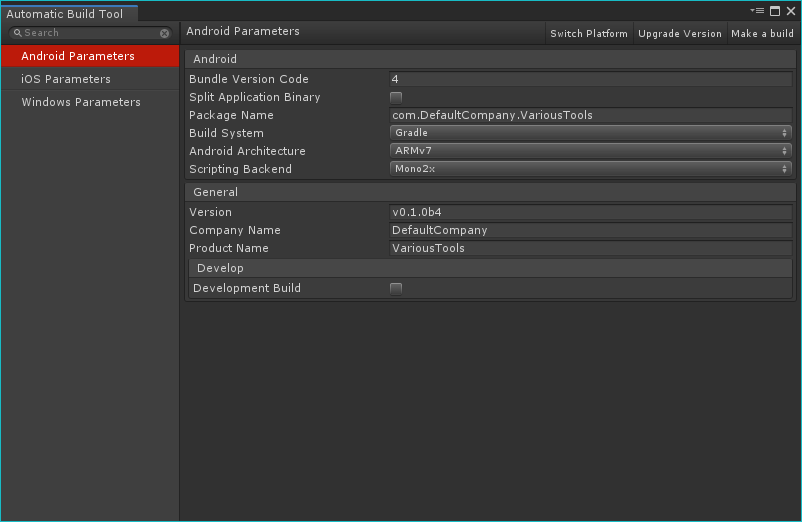 Automatic Build Tool
Search
Android Parameters
iOS Parameters
Windows Parameters
Android Parameters Switch Platform Upgrade Version Make a build
Android
Bundle Version Code 4
Split Application Binary
Package Name com.DefaultCompany.VariousTools
Build System Gradle
Android Architecture ARMv7
Scripting Backend Mono2x
General
Version v0.1.0b4
Company Name DefaultCompany
Product Name VariousTools
Develop
Development Build